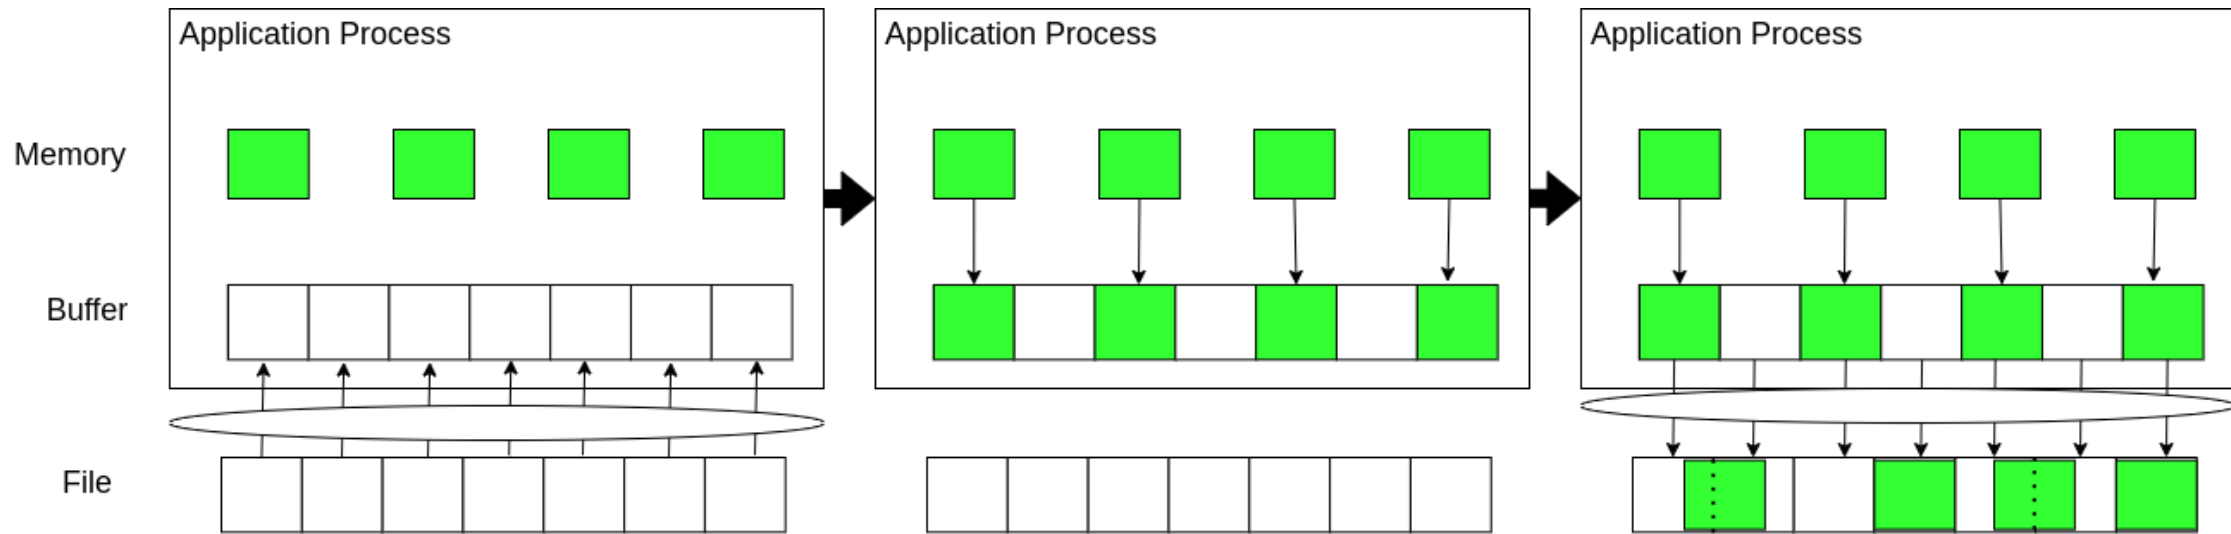 Application Process
Application Process
Application Process
Memory
Buffer
File